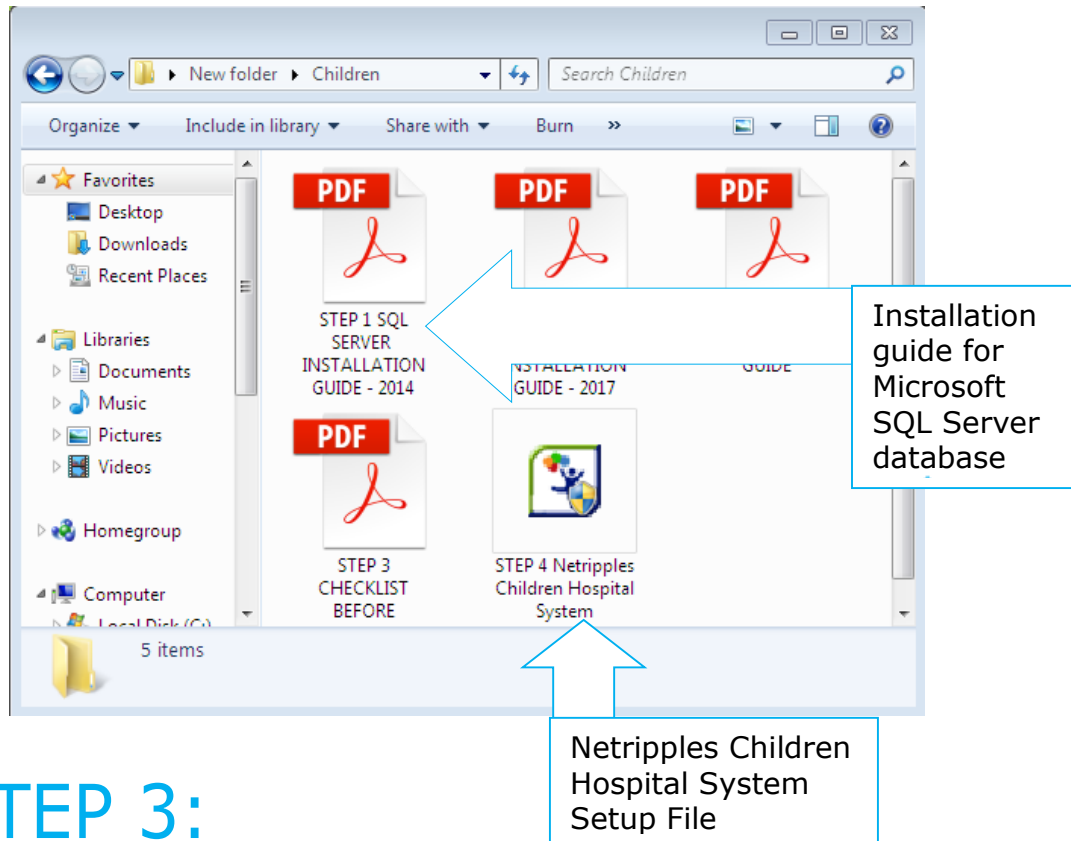 New folder Children
Search Children
Organize
Include in library
Share with
Burn
»
Favorites
Desktop
Downloads
Recent Places
Libraries
Documents
Music
Pictures
Videos
Homegroup
Computer
Local Disk (C:)
PDF
PDF
PDF
STEP 1 SQL
SERVER
INSTALLATION
GUIDE - 2014
INSTALLATION
GUIDE - 2017
GUIDE
PDF
STEP 3
CHECKLIST
BEFORE
STEP 4 Netripples
Children Hospital
System
5 items
Installation
guide for
Microsoft
SQL Server
database
Netripples Children
Hospital System
Setup File
TEP 3: